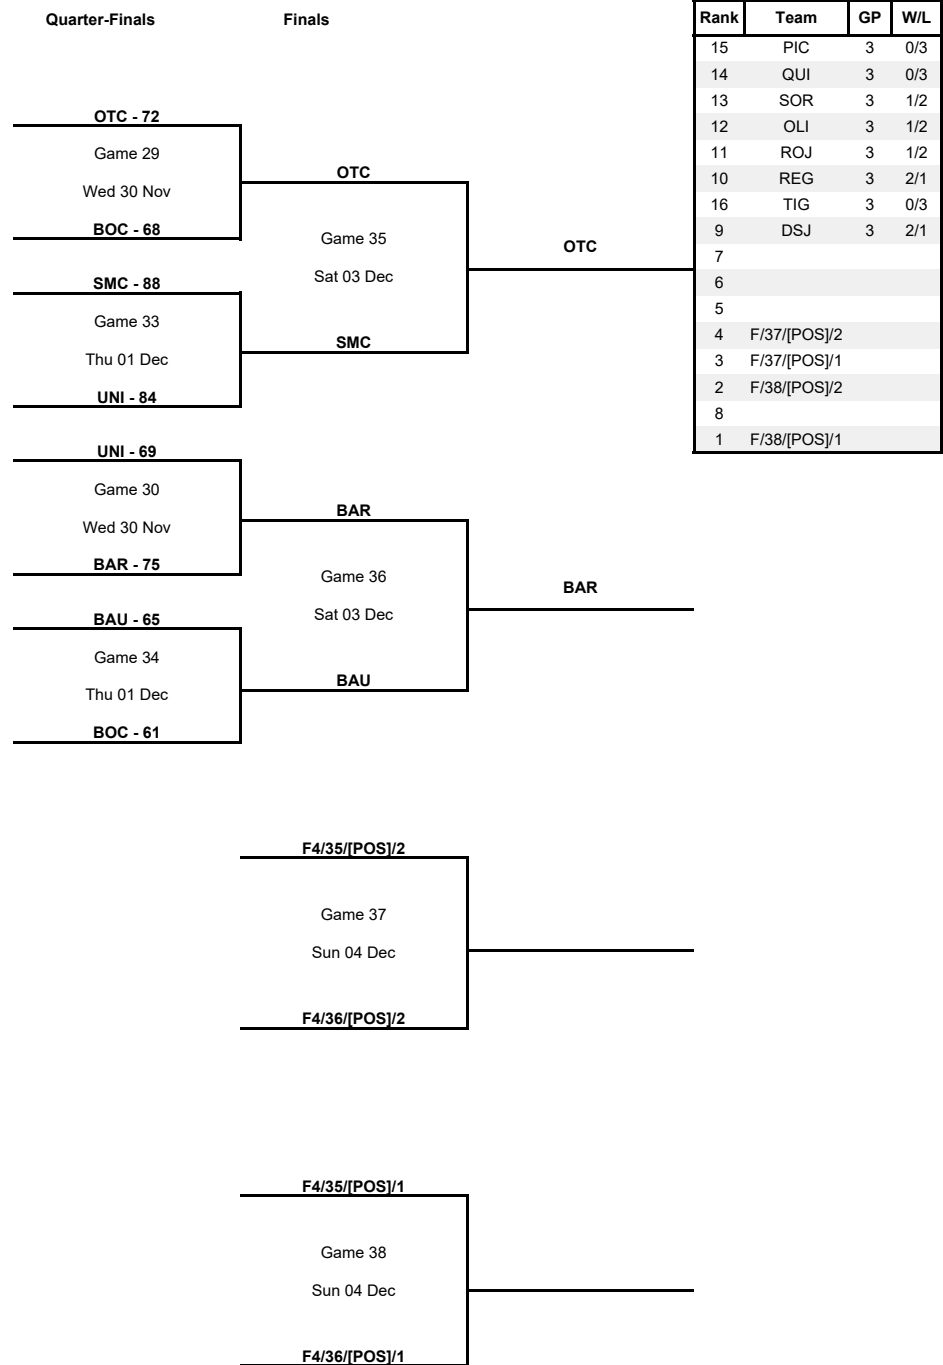 Quarter-Finals
Finals
OTC - 72
Game 29
Wed 30 Nov
BOC - 68
SMC - 88
Game 33
Thu 01 Dec
UNI - 84
UNI - 69
Game 30
Wed 30 Nov
BAR - 75
BAU - 65
Game 34
Thu 01 Dec
BOC - 61
OTC
Game 35
Sat 03 Dec
SMC
BAR
Game 36
Sat 03 Dec
BAU
F4/35/[POS]/2
Game 37
Sun 04 Dec
F4/36/[POS]/2
F4/35/[POS]/1
Game 38
Sun 04 Dec
F4/36/[POS]/1
OTC
BAR
Rank Team GP W/L
15 PIC 3 0/3
14 QUI 3 0/3
13 SOR 3 1/2
12 OLI 3 1/2
11 ROJ 3 1/2
10 REG 3 2/1
16 TIG 3 0/3
9 DSJ 3 2/1
7
6
5
4 F/37/[POS]/2
3 F/37/[POS]/1
2 F/38/[POS]/2
8
1 F/38/[POS]/1